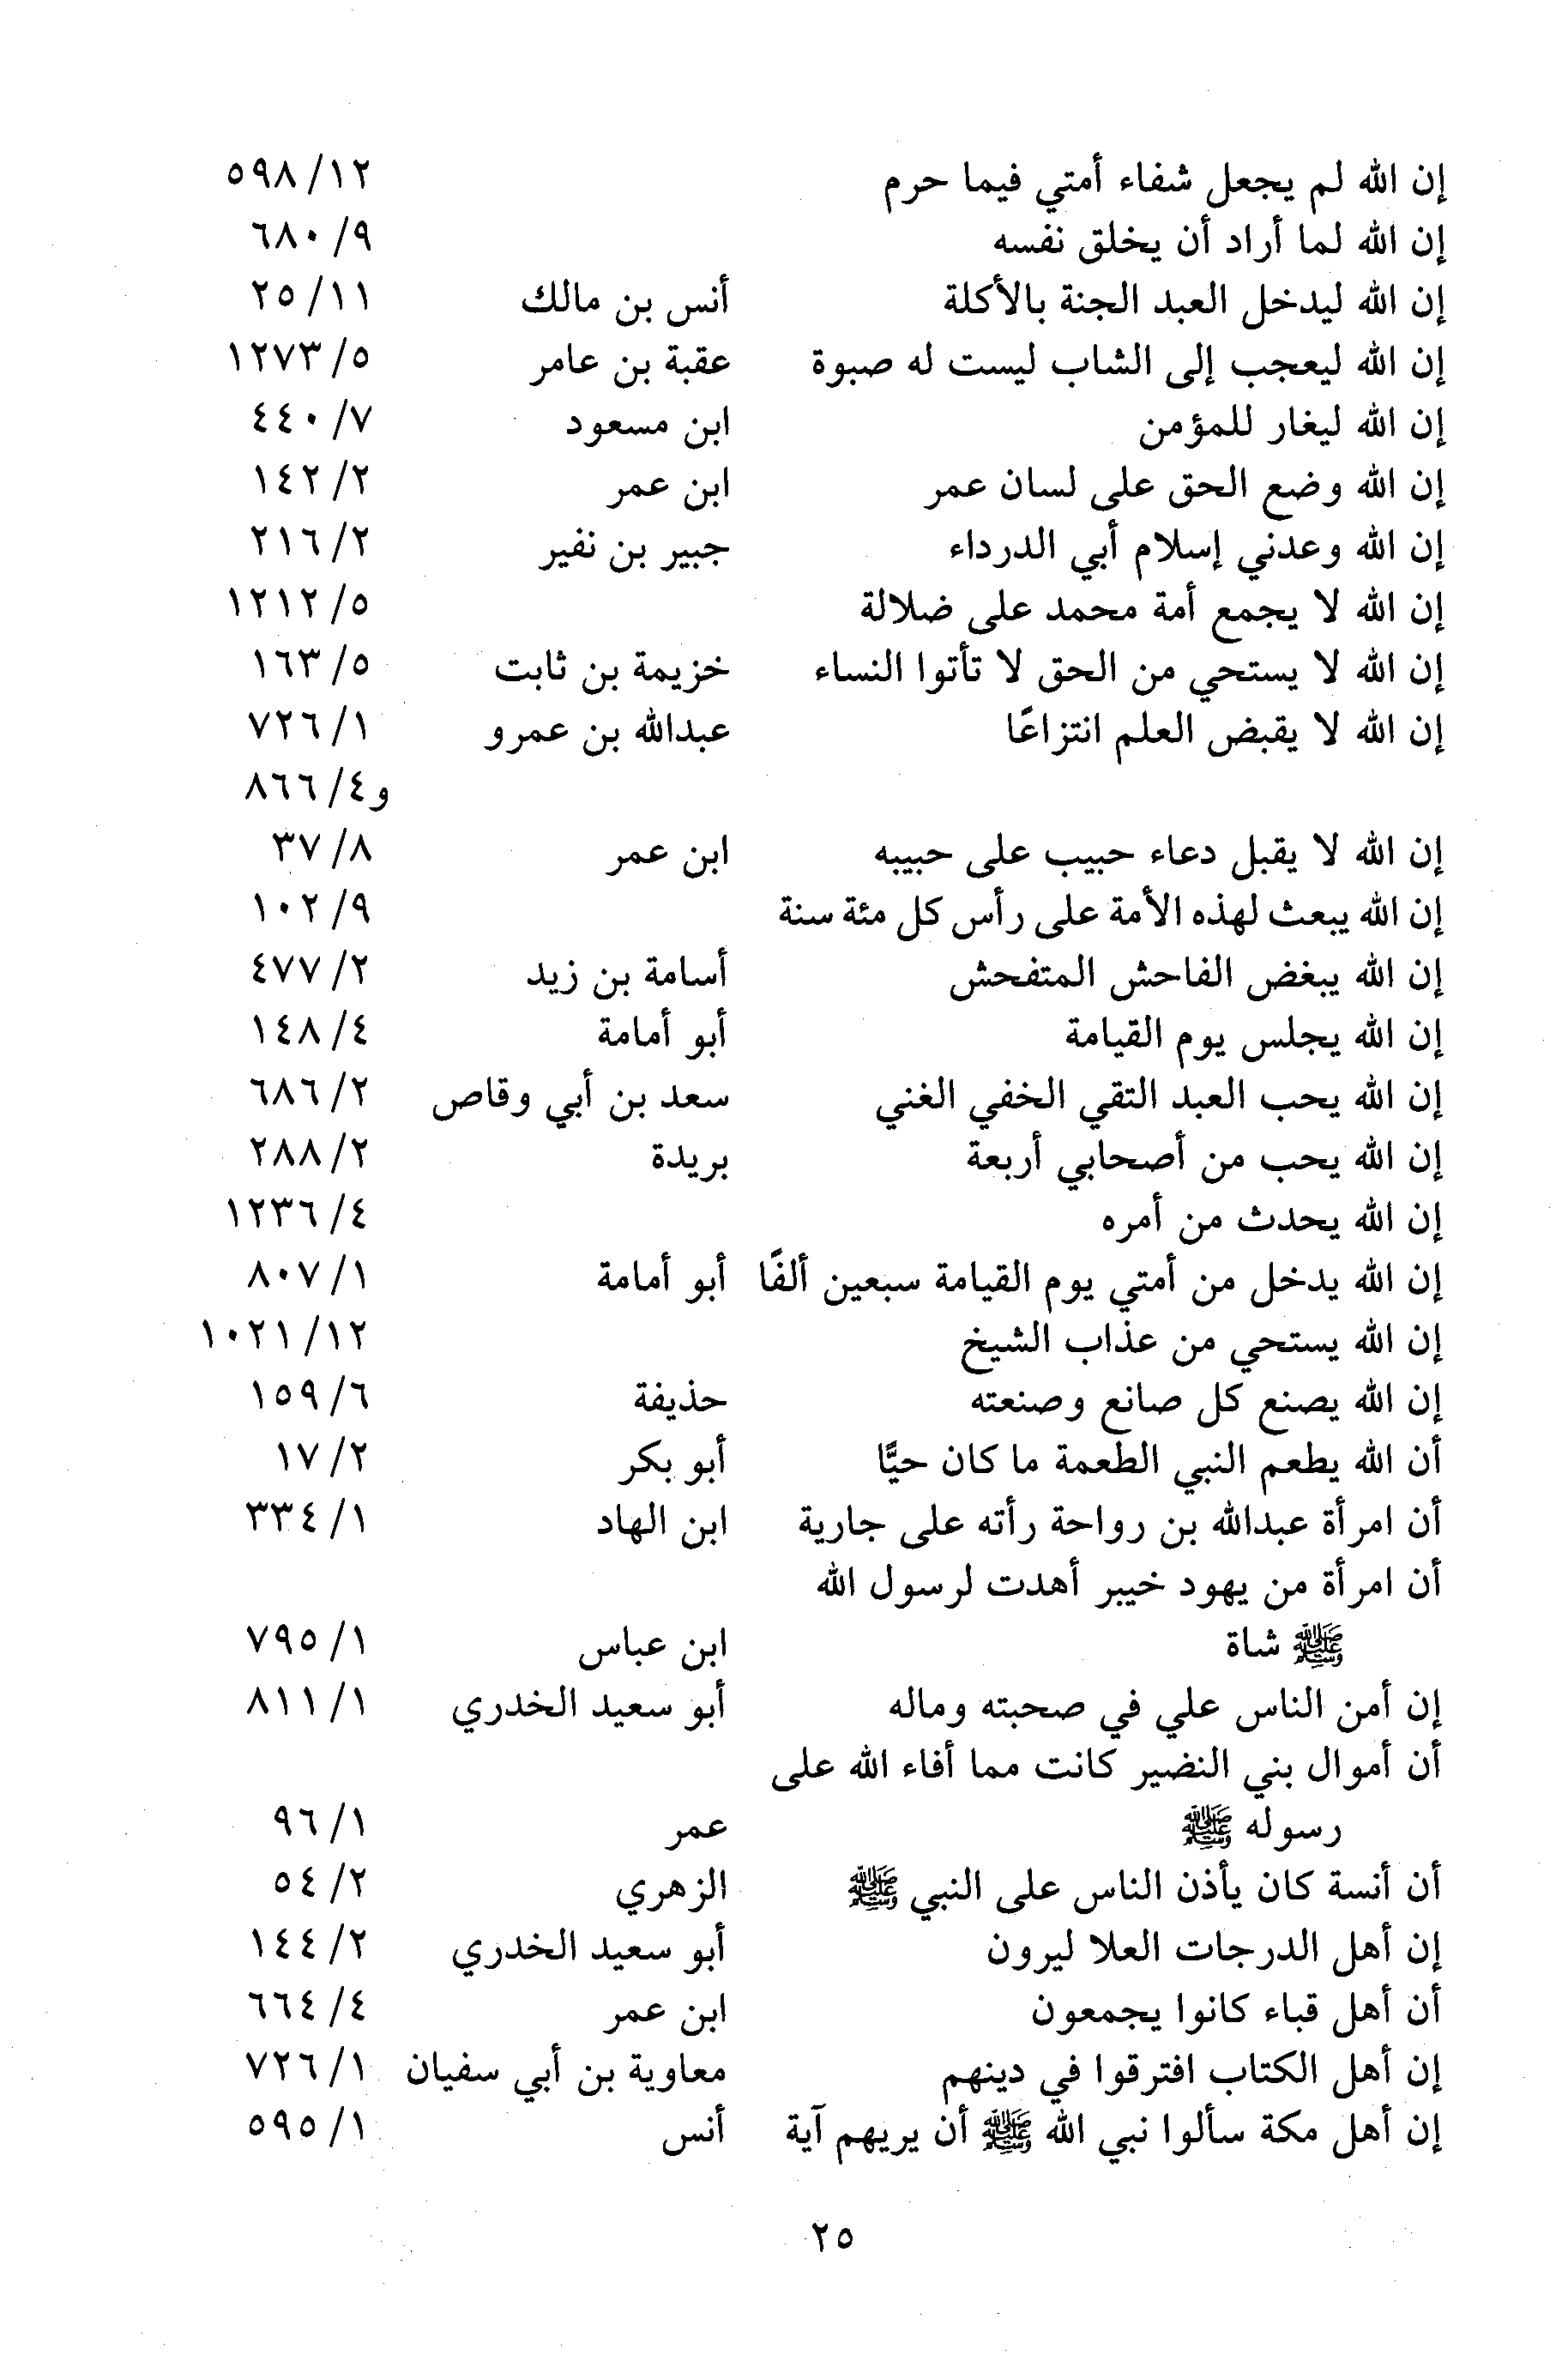 إن الله لم يجعل شفاء أمتي فيما حرم ١٢/ ٥٩٨
إن الله لما أراد أن يخلق نفسه ٩/ ٦٨٠
إن الله ليدخل العبد الجنة بالأكلة أنس بن مالك ١١/ ٢٥
إن الله ليعجب إلى الشاب ليست له صبوة عقبة بن عامر ٥/ ١٢٧٣
إن الله ليغار للمؤمن ابن مسعود ٧/ ٤٤٠
إن الله وضع الحق على لسان عمر ابن عمر ٢/ ١٤٢
إن الله وعدني إسلام أبي الدرداء جبير بن نفير ٢/ ٢١٦
إن الله لا يجمع أمة محمد على ضلالة ٥/ ١٢١٢
إن الله لا يستحي من الحق لا تأتوا النساء خزيمة بن ثابت ٥/ ١٦٣
إن الله لا يقبض العلم انتزاعًا عبدالله بن عمرو ١/ ٧٢٦
و٤/ ٨٦٦
إن الله لا يقبل دعاء حبيب على حبيبه ابن عمر ٨/ ٣٧
إن الله يبعث لهذه الأمة على رأس كل مئة سنة ٩/ ١٠٢
إن الله يبغض الفاحش المتفحش أسامة بن زيد ٢/ ٤٧٧
إن الله يجلس يوم القيامة أبو أمامة ٤/ ١٤٨
إن الله يحب العبد التقي الخفي الغني سعد بن أبي وقاص ٢/ ٦٨٦
إن الله يحب من أصحابي أربعة بريدة ٢/ ٢٨٨
إن الله يحدث من أمره ٤/ ١٢٣٦
إن الله يدخل من أمتي يوم القيامة سبعين ألفًا أبو أمامة ١/ ٨٠٧
إن الله يستحي من عذاب الشيخ ١٢/ ١٠٢١
إن الله يصنع كل صانع وصنعته حذيفة ٦/ ١٥٩
أن الله يطعم النبي الطعمة ما كان حيًّا أبو بكر ٢/ ١٧
أن امرأة عبدالله بن رواحة رأته على جارية ابن الهاد ١/ ٣٣٤
أن امرأة من يهود خيبر أهدت لرسول الله
ﷺ شاة ابن عباس ١/ ٧٩٥
إن أمن الناس علي في صحبته وماله أبو سعيد الخدري ١/ ٨١١
أن أموال بني النضير كانت مما أفاء الله على
رسوله ﷺ عمر ١/ ٩٦
أن أنسة كان يأذن الناس على النبي ﷺ الزهري ٢/ ٥٤
إن أهل الدرجات العلا ليرون أبو سعيد الخدري ٢/ ١٤٤
أن أهل قباء كانوا يجمعون ابن عمر ٤/ ٦٦٤
إن أهل الكتاب افترقوا في دينهم معاوية بن أبي سفيان ١/ ٧٢٦
إن أهل مكة سألوا نبي الله ﷺ أن يريهم آية أنس ١/ ٥٩٥
٢٥